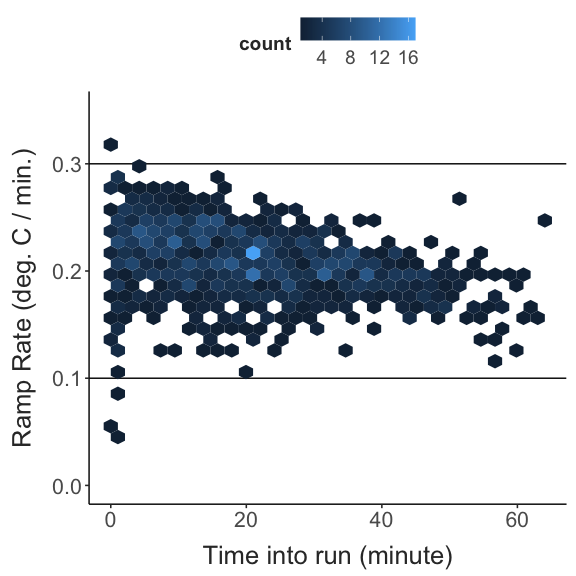 count
4 8 12 16
Ramp Rate (deg. C / min.)
0.3
0.2
0.1
0.0
0 20 40 60
Time into run (minute)